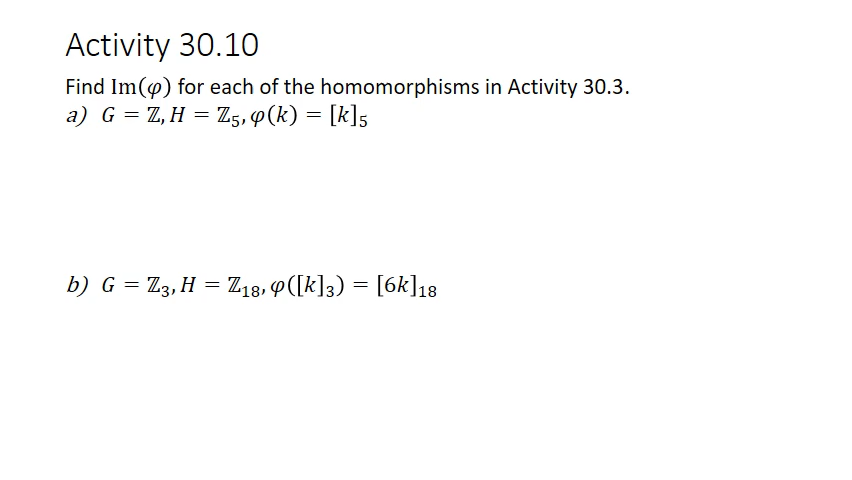 Activity 30.10
Find Im(φ) for each of the homomorphisms in Activity 30.3.
a) G = ℤ, H = ℤ₅, φ(k) = [k]₅
b) G = ℤ₃, H = ℤ₁₈, φ([k]₃) = [6k]₁₈